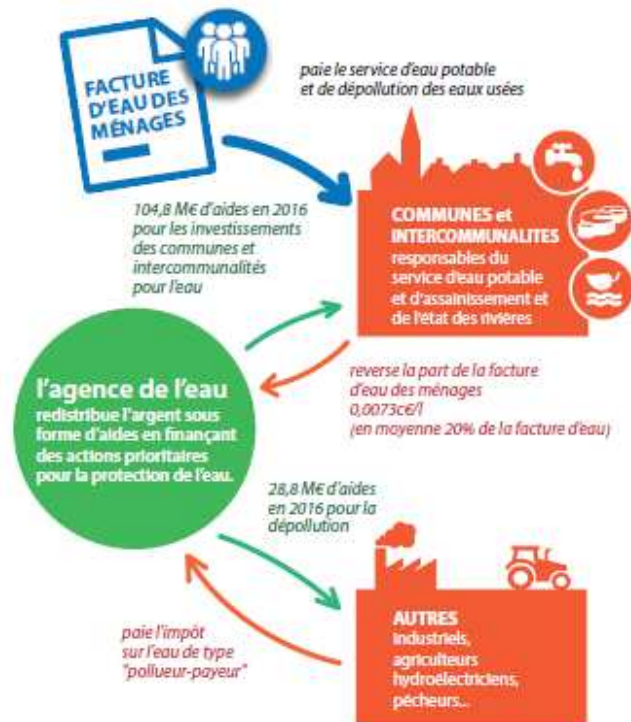 FACTURE
D'EAU DES
MÉNAGES
paie le service d'eau potable
et de dépollution des eaux usées
104,8 M€ d'aides en 2016
pour les investissements
des communes et
intercommunalités
pour l'eau
COMMUNES et
INTERCOMMUNALITES
responsables du
service d'eau potable
et d'assainissement et
de l'état des rivières
l'agence de l'eau
redistribue l'argent sous
forme d'aides en finançant
des actions prioritaires
pour la protection de l'eau.
reverse la part de la facture
d'eau des ménages
0,0073c€/l
(en moyenne 20% de la facture d'eau)
28,8 M€ d'aides
en 2016 pour la
dépollution
paie l'impôt
sur l'eau de type
"pollueur-payeur"
AUTRES
industriels,
agriculteurs
hydroélectriciens,
pêcheurs...